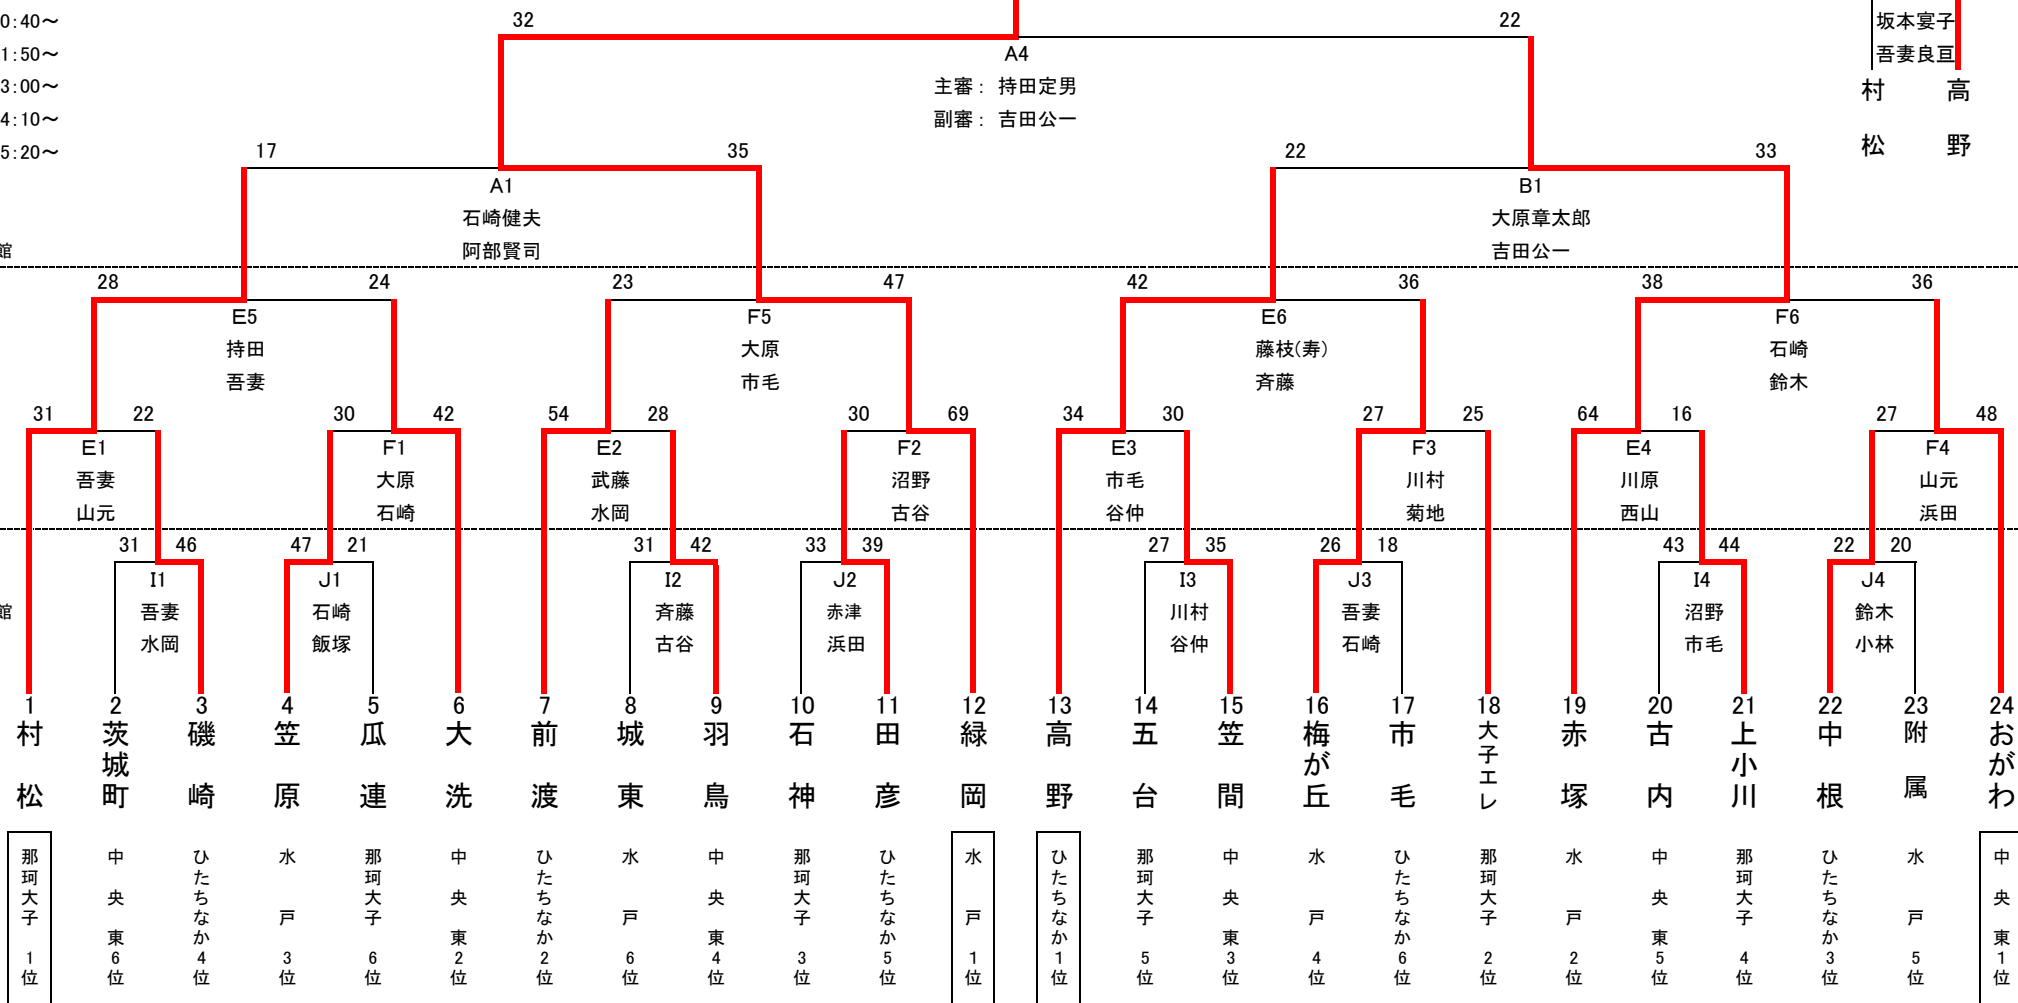 0:40～
32
22
坂本宴子
1:50～
A4
吾妻良亘
3:00～
主審： 持田定男
村
高
4:10～
副審： 吉田公一
松
野
5:20～
17
35
22
33
A1
B1
石崎健夫
大原章太郎
館
阿部賢司
吉田公一
28
24
23
47
42
36
38
36
E5
F5
E6
F6
持田
大原
藤枝(寿)
石崎
吾妻
市毛
斉藤
鈴木
31 22 30 42 54 28 30 69 34 30 27 25 64 16 27 48
E1 F1 E2 F2 E3 F3 E4 F4
吾妻 大原 武藤 沼野 市毛 川村 川原 山元
山元 石崎 水岡 古谷 谷仲 菊地 西山 浜田
31 46 47 21 31 42 33 39 27 35 26 18 43 44 22 20
I1 J1 I2 J2 I3 J3 I4 J4
館 吾妻 石崎 斉藤 赤津 川村 吾妻 沼野 鈴木
水岡 飯塚 古谷 浜田 谷仲 石崎 市毛 小林
1 2 3 4 5 6 7 8 9 10 11 12 13 14 15 16 17 18 19 20 21 22 23 24
村松
茨城町
磯崎
笠原
瓜連
大洗
前渡
城東
羽鳥
石神
田彦
緑岡
高野
五台
笠間
梅が丘
市毛
大子エレ
赤塚
古内
上小川
中根
附属
おがわ
那珂大子 1位
中央東6位
ひたちなか4位
水戸 3位
那珂大子 6位
中央東2位
ひたちなか2位
水戸 6位
中央東4位
那珂大子 3位
ひたちなか5位
水戸 1位
ひたちなか1位
那珂大子 5位
中央東3位
水戸 4位
ひたちなか6位
那珂大子 2位
水戸 2位
中央東5位
那珂大子 4位
ひたちなか3位
水戸 5位
中央東1位